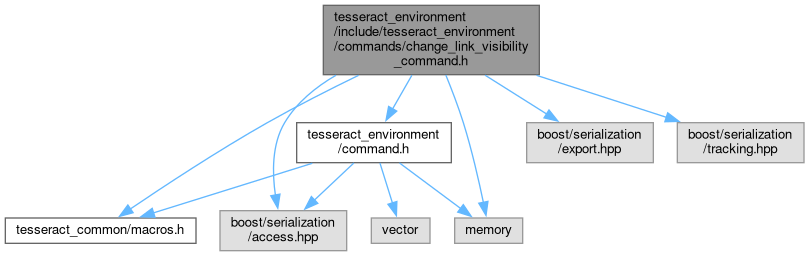 tesseract_environment
/include/tesseract_environment
/commands/change_link_visibility
_command.h
tesseract_environment
/command.h
boost/serialization
/export.hpp
boost/serialization
/tracking.hpp
tesseract_common/macros.h
boost/serialization
/access.hpp
vector
memory